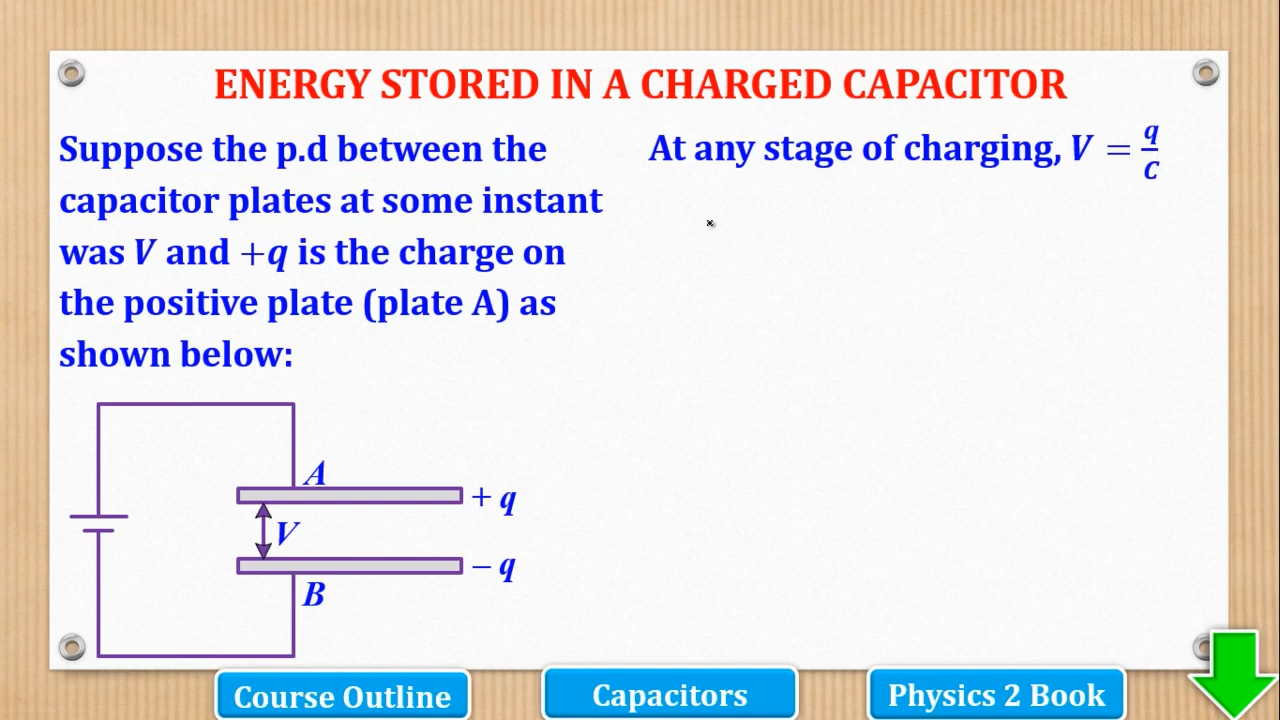 ENERGY STORED IN A CHARGED CAPACITOR
Suppose the p.d between the
capacitor plates at some instant
was V and +q is the charge on
the positive plate (plate A) as
shown below:
At any stage of charging, V = q/C
A
+ q
V
− q
B
Course Outline
Capacitors
Physics 2 Book